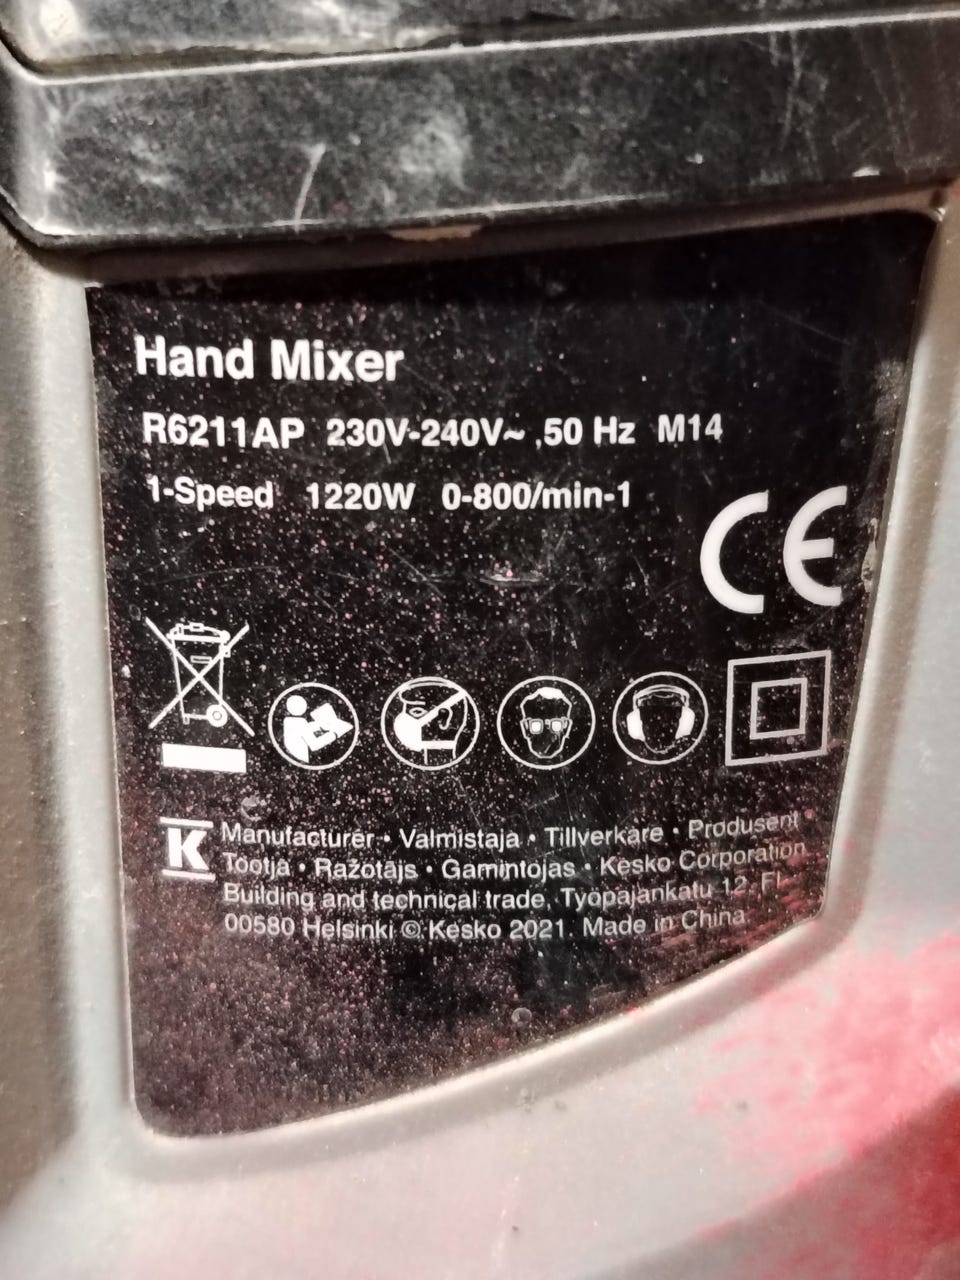 Hand Mixer
R6211AP 230V-240V~ ,50 Hz M14
1-Speed 1220W 0-800/min-1
CE
K
Manufacturer • Valmistaja • Tillverkare • Produsent
Tootja • Ražotājs • Gamintojas • Kesko Corporation
Building and technical trade, Työpajankatu 12, FI-
00580 Helsinki © Kesko 2021. Made in China